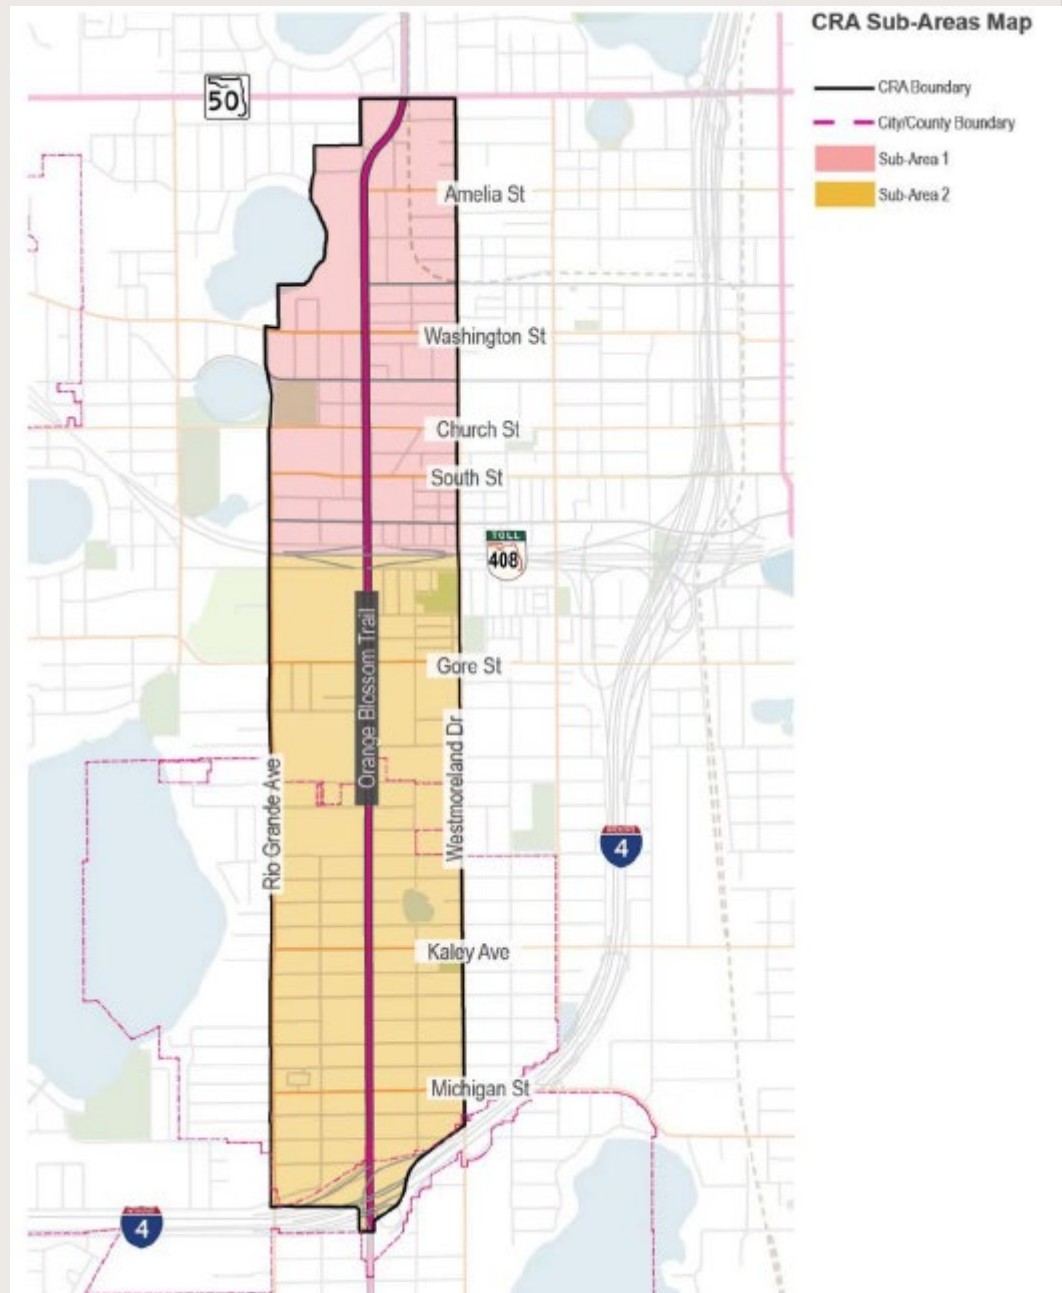 CRA Sub-Areas Map
CRA Boundary
City/County Boundary
Sub-Area 1
Sub-Area 2
50
Amelia St
Washington St
Church St
South St
TOLL
408
Orange Blossom Trail
Gore St
Westmoreland Dr
Rio Grande Ave
4
Kaley Ave
Michigan St
4